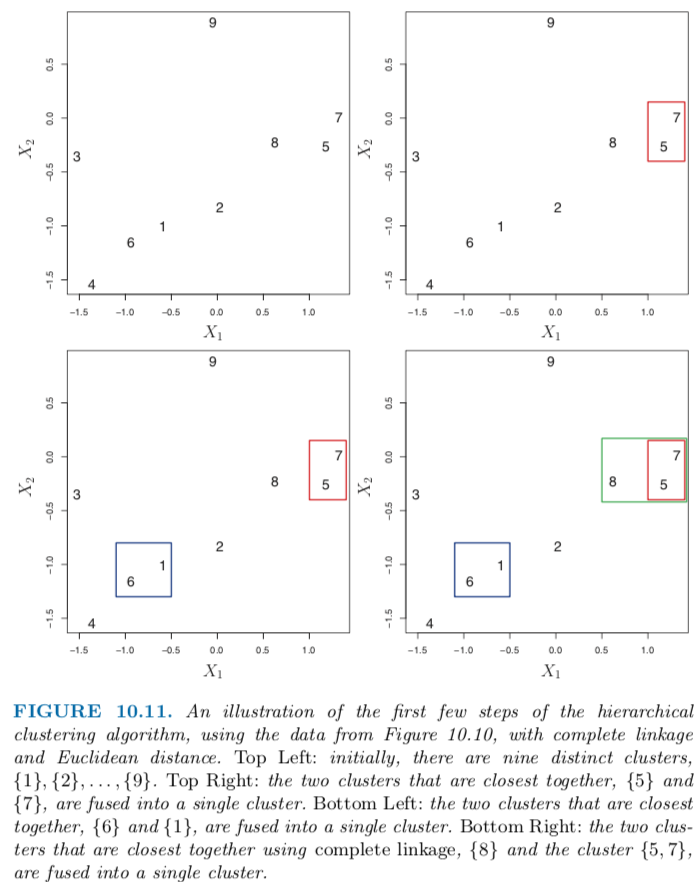 9
0.5
7
0.0
8
5
X2
3
−0.5
2
1
−1.0
6
−1.5
4
−1.5 −1.0 −0.5 0.0 0.5 1.0
X1
9
0.5
7
0.0
8
5
X2
3
−0.5
2
1
−1.0
6
−1.5
4
−1.5 −1.0 −0.5 0.0 0.5 1.0
X1
9
0.5
7
0.0
8
5
X2
3
−0.5
2
1
−1.0
6
−1.5
4
−1.5 −1.0 −0.5 0.0 0.5 1.0
X1
9
0.5
7
0.0
8
5
X2
3
−0.5
2
1
−1.0
6
−1.5
4
−1.5 −1.0 −0.5 0.0 0.5 1.0
X1
FIGURE 10.11. An illustration of the first few steps of the hierarchical
clustering algorithm, using the data from Figure 10.10, with complete linkage
and Euclidean distance. Top Left: initially, there are nine distinct clusters,
{1}, {2}, . . . , {9}. Top Right: the two clusters that are closest together, {5} and
{7}, are fused into a single cluster. Bottom Left: the two clusters that are closest
together, {6} and {1}, are fused into a single cluster. Bottom Right: the two clus-
ters that are closest together using complete linkage, {8} and the cluster {5, 7},
are fused into a single cluster.